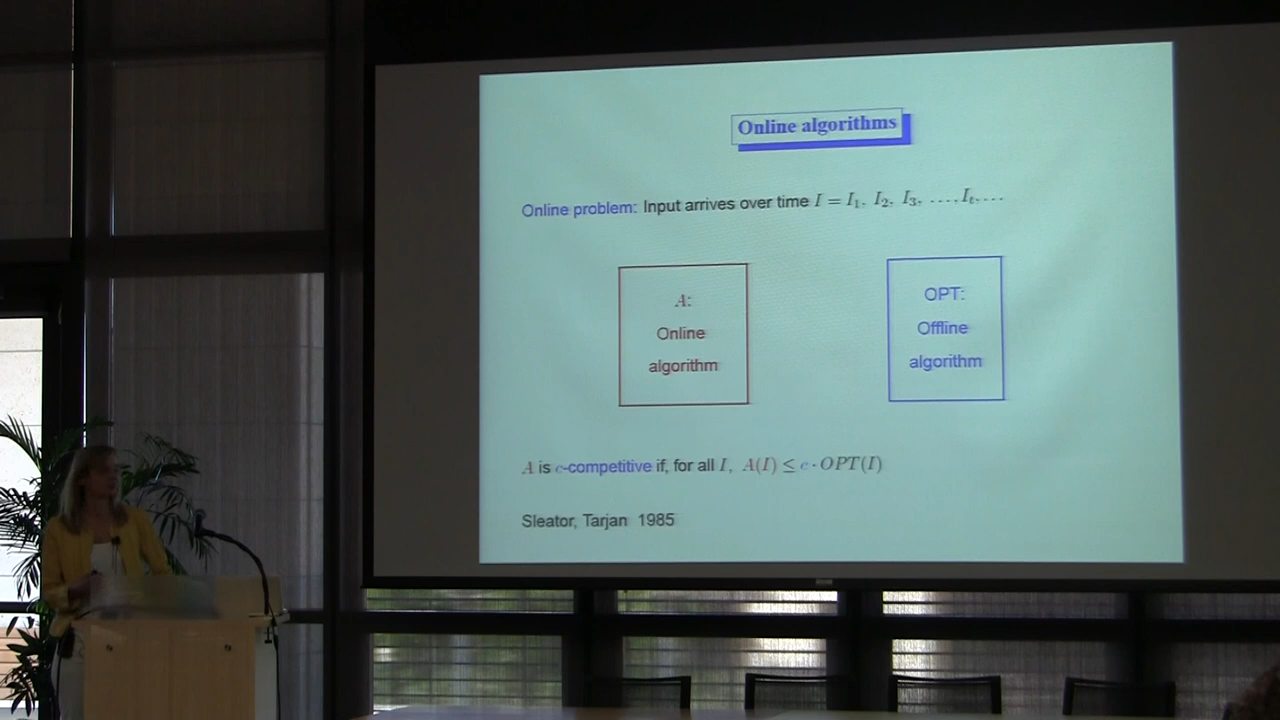 Online algorithms
Online problem: Input arrives over time I = I₁, I₂, I₃, ..., Iₜ, ...
A:
Online
algorithm
OPT:
Offline
algorithm
A is c-competitive if, for all I, A(I) ≤ c · OPT(I)
Sleator, Tarjan 1985